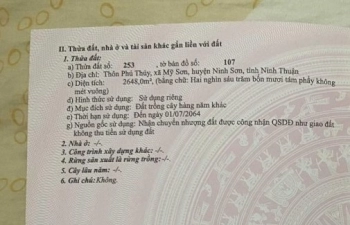 II. Thửa đất, nhà ở và tài sản khác gắn liền với đất
1. Thửa đất:
a) Thửa đất số: 253 , tờ bản đồ số: 107
b) Địa chỉ: Thôn Phú Thủy, xã Mỹ Sơn, huyện Ninh Sơn, tỉnh Ninh Thuận
c) Diện tích: 2648,0m², (bằng chữ: Hai nghìn sáu trăm bốn mươi tám phẩy không
mét vuông)
d) Hình thức sử dụng: Sử dụng riêng
đ) Mục đích sử dụng: Đất trồng cây hàng năm khác
e) Thời hạn sử dụng: Đến ngày 01/07/2064
g) Nguồn gốc sử dụng: Nhận chuyển nhượng đất được công nhận QSDĐ như giao đất
không thu tiền sử dụng đất
2. Nhà ở: -/-.
3. Công trình xây dựng khác: -/-.
4. Rừng sản xuất là rừng trồng: -/-.
5. Cây lâu năm: -/-.
6. Ghi chú: Không.